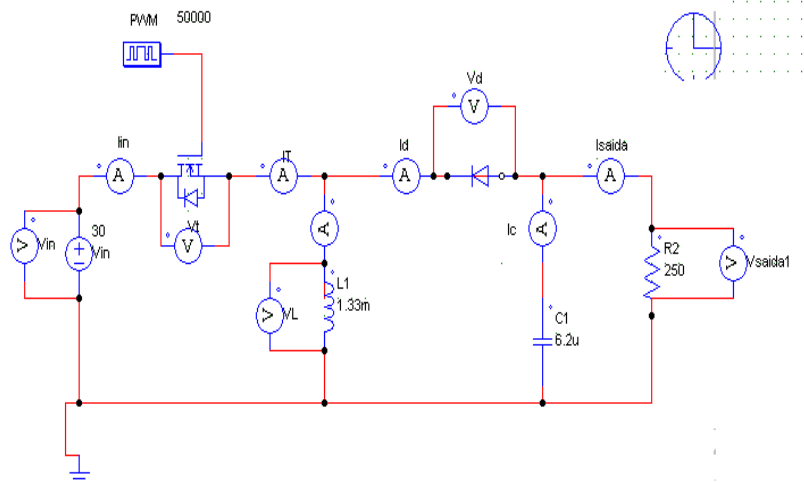 PWM 50000
Vd
Iin
IT
Id
Isaida
V
A
A
A
A
Vin
V
30
Vin
Vt
V
A
Ic
A
R2
250
V
Vsaida1
V
VL
L1
1.33m
C1
6.2u